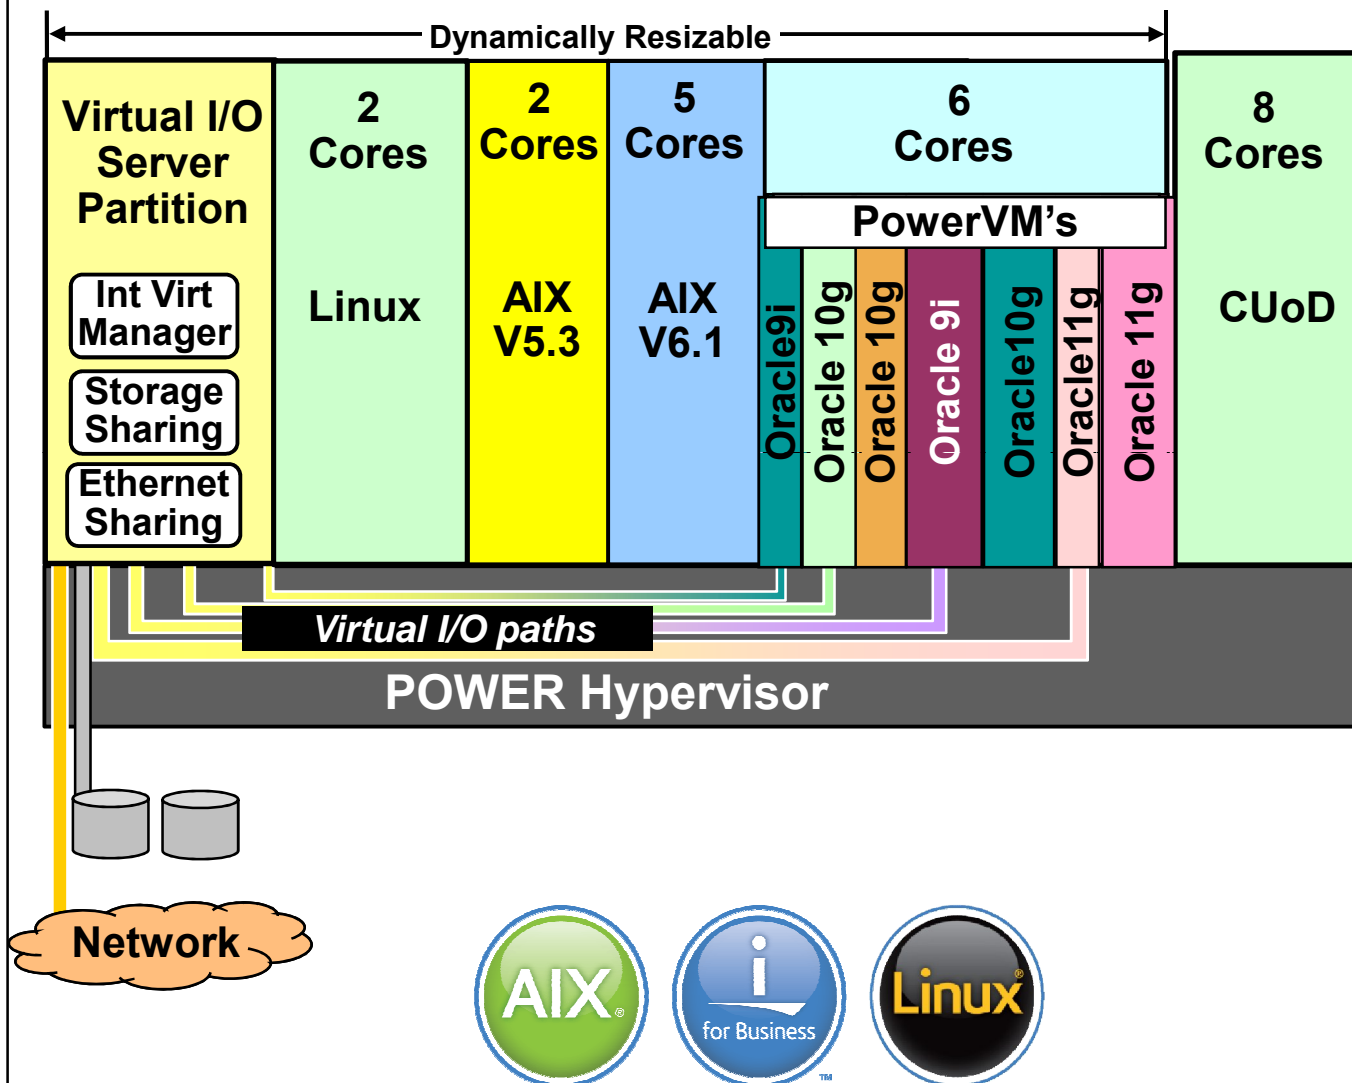 Dynamically Resizable
Virtual I/O
Server
Partition
Int Virt
Manager
Storage
Sharing
Ethernet
Sharing
2
Cores
Linux
2
Cores
AIX
V5.3
5
Cores
AIX
V6.1
6
Cores
PowerVM's
Oracle9i
Oracle 10g
Oracle 10g
Oracle 9i
Oracle10g
Oracle11g
Oracle 11g
8
Cores
CUoD
Virtual I/O paths
POWER Hypervisor
Network
AIX®
i
for Business
™
Linux®